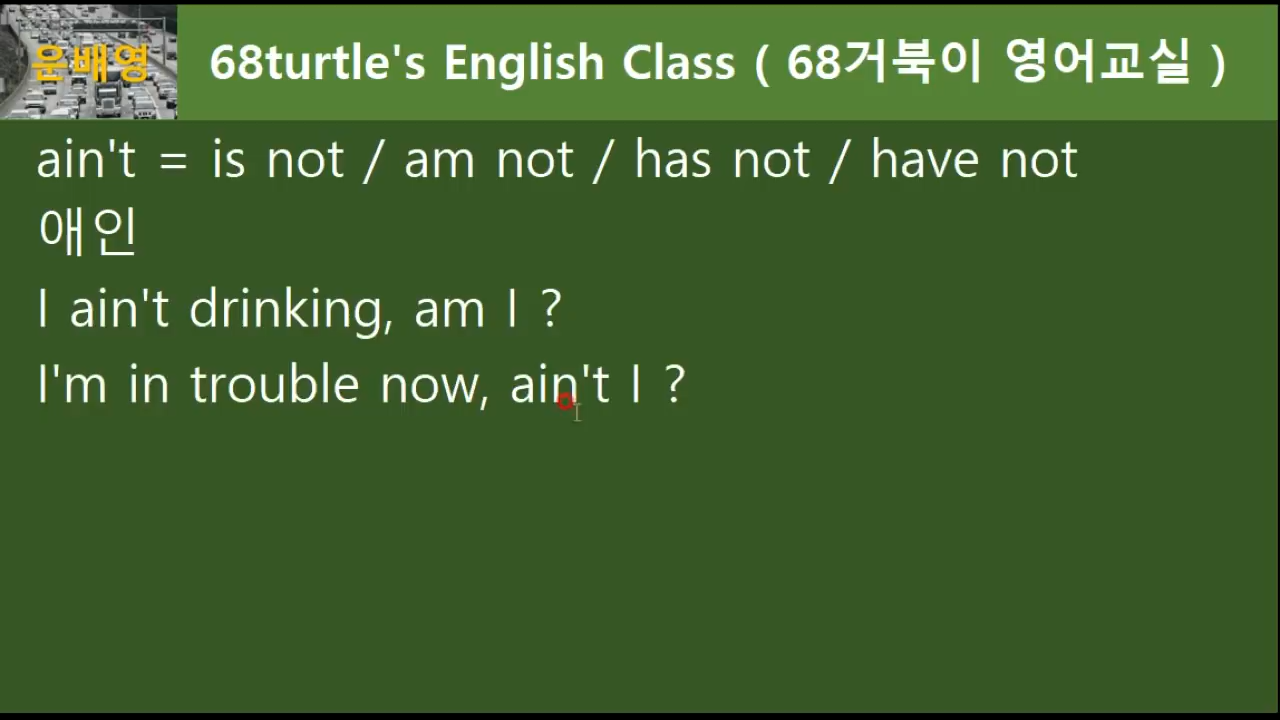 운배영
68turtle's English Class ( 68거북이 영어교실 )
ain't = is not / am not / has not / have not
애인
I ain't drinking, am I ?
I'm in trouble now, ain't I ?